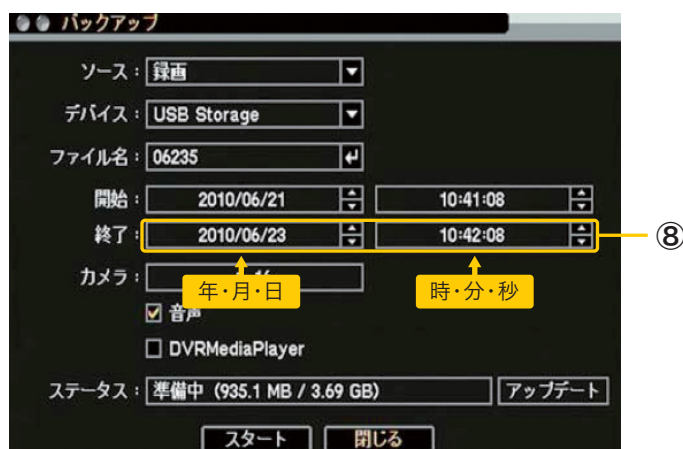 バックアップ
ソース : 録画
デバイス : USB Storage
ファイル名 : 06235
開始 : 2010/06/21 10:41:08
終了 : 2010/06/23 10:42:08 ⑧
カメラ :
年・月・日 時・分・秒
音声
DVRMediaPlayer
ステータス : 準備中 (935.1 MB / 3.69 GB) アップデート
スタート 閉じる